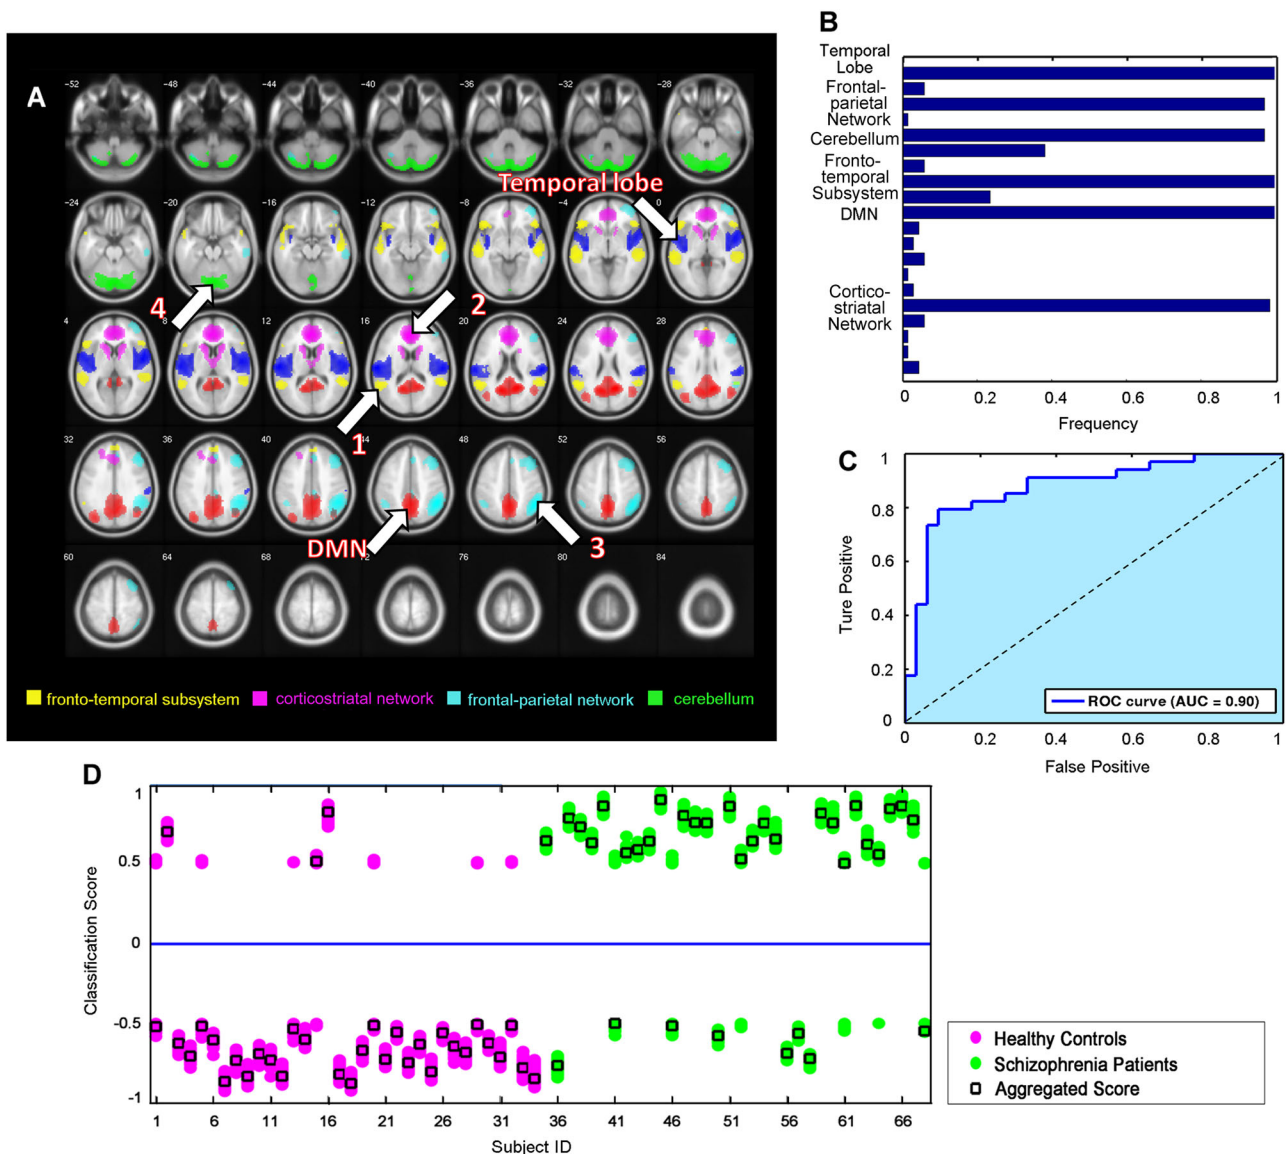 A
-52 -48 -44 -40 -36 -32 -28
Temporal lobe
-24 -20 -16 -12 -8 -4 0
4
2
4 8 12 16 20 24 28
1
32 36 40 44 48 52 56
DMN
3
60 64 68 72 76 80 84
fronto-temporal subsystem corticostriatal network frontal-parietal network cerebellum
B
Temporal
Lobe
Frontal-
parietal
Network
Cerebellum
Fronto-
temporal
Subsystem
DMN
Cortico-
striatal
Network
0 0.2 0.4 0.6 0.8 1
Frequency
C
1
0.8
0.6
0.4
0.2
0
Ture Positive
ROC curve (AUC = 0.90)
0 0.2 0.4 0.6 0.8 1
False Positive
D
1
0.5
0
-0.5
-1
Classification Score
1 6 11 16 21 26 31 36 41 46 51 56 61 66
Subject ID
Healthy Controls
Schizophrenia Patients
Aggregated Score